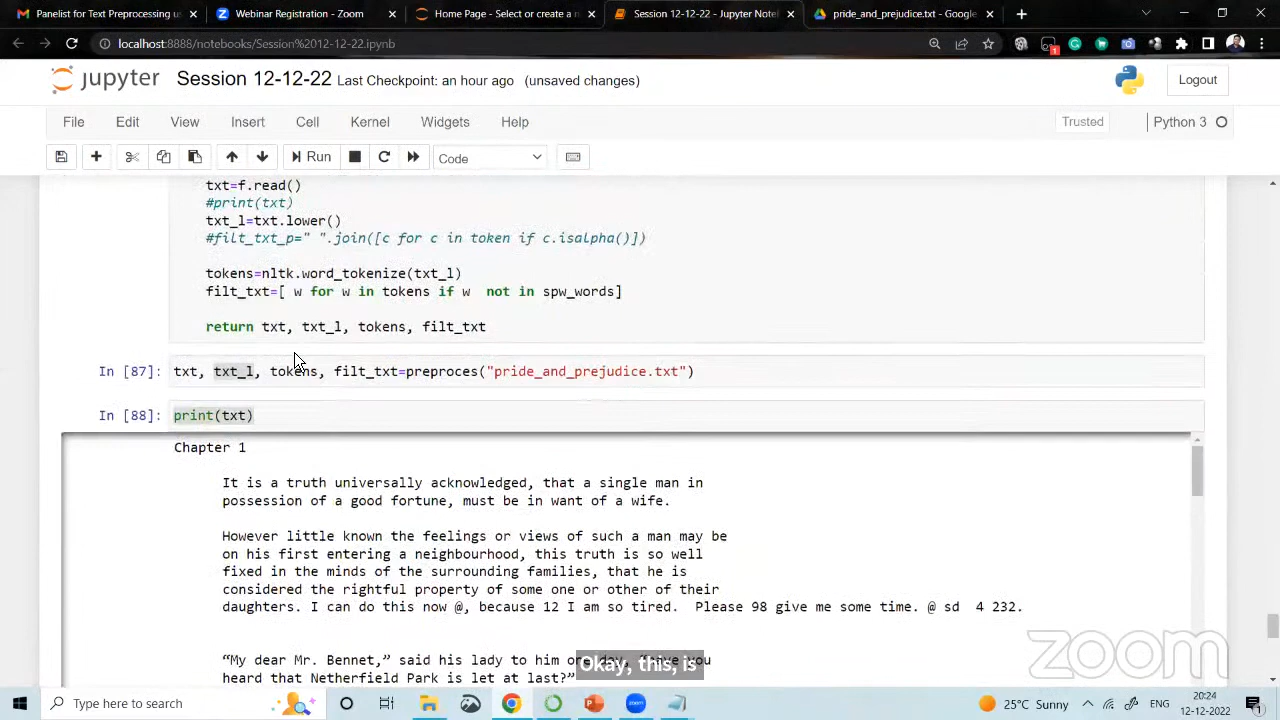 Panelist for Text Preprocessing u
Webinar Registration - Zoom
Home Page - Select or create a n
Session 12-12-22 - Jupyter Note
pride_and_prejudice.txt - Google
localhost:8888/notebooks/Session%2012-12-22.ipynb
jupyter Session 12-12-22 Last Checkpoint: an hour ago (unsaved changes)
Logout
File Edit View Insert Cell Kernel Widgets Help
Trusted
Python 3
Run
Code
txt=f.read()
#print(txt)
txt_l=txt.lower()
#filt_txt_p=" ".join([c for c in token if c.isalpha()])
tokens=nltk.word_tokenize(txt_l)
filt_txt=[ w for w in tokens if w  not in spw_words]
return txt, txt_l, tokens, filt_txt
In [87]: txt, txt_l, tokens, filt_txt=preproces("pride_and_prejudice.txt")
In [88]: print(txt)
Chapter 1
It is a truth universally acknowledged, that a single man in
possession of a good fortune, must be in want of a wife.
However little known the feelings or views of such a man may be
on his first entering a neighbourhood, this truth is so well
fixed in the minds of the surrounding families, that he is
considered the rightful property of some one or other of their
daughters. I can do this now @, because 12 I am so tired.  Please 98 give me some time. @ sd  4 232.
“My dear Mr. Bennet,” said his lady to him one day, you
heard that Netherfield Park is let at last?”
Okay, this, is
zoom
Type here to search
25°C Sunny
ENG
20:24
12-12-2022